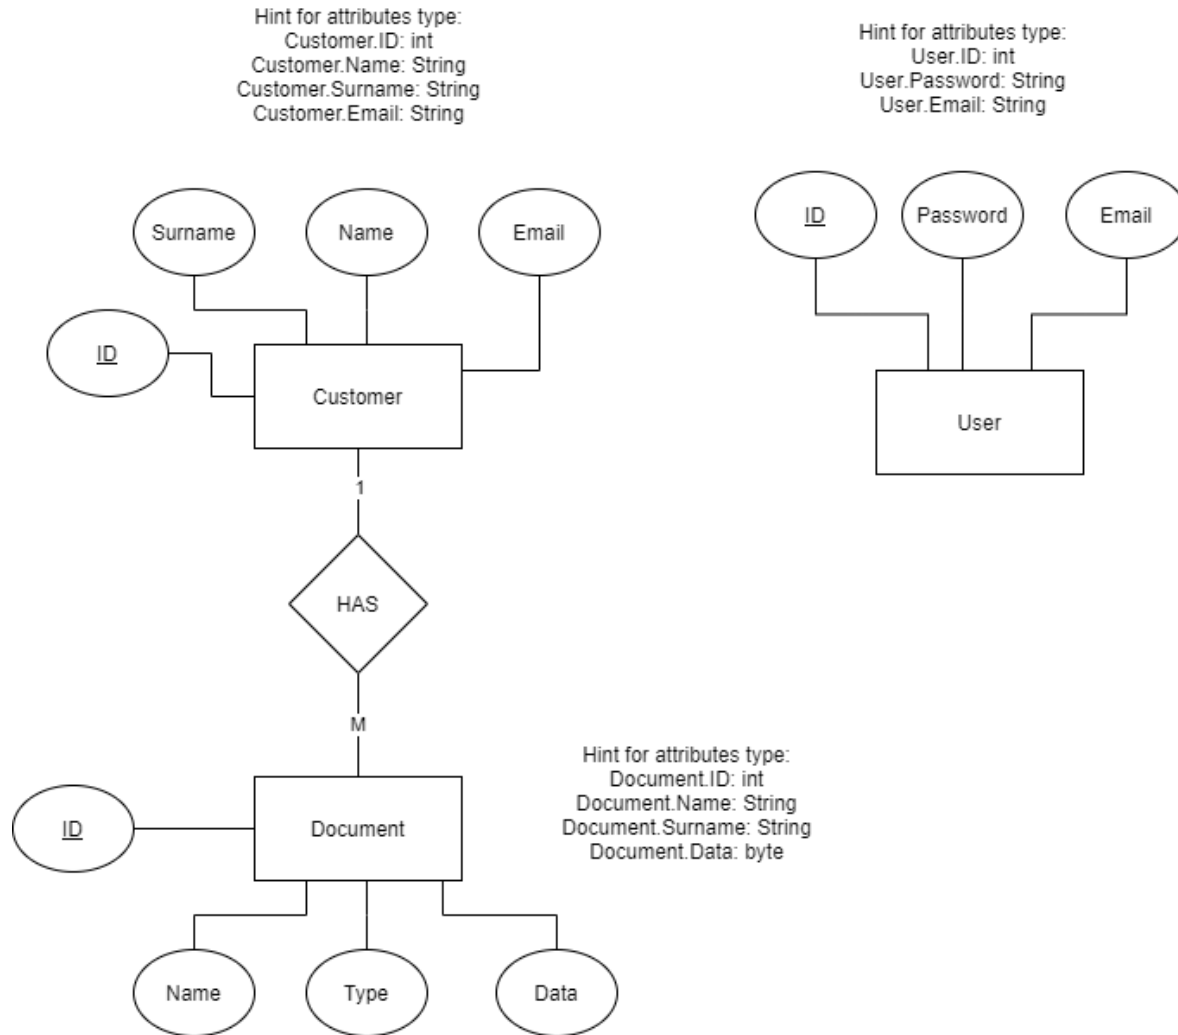 Hint for attributes type:
Customer.ID: int
Customer.Name: String
Customer.Surname: String
Customer.Email: String
Hint for attributes type:
User.ID: int
User.Password: String
User.Email: String
Surname
Name
Email
ID
Password
Email
ID
Customer
User
1
HAS
M
Hint for attributes type:
Document.ID: int
Document.Name: String
Document.Surname: String
Document.Data: byte
ID
Document
Name
Type
Data